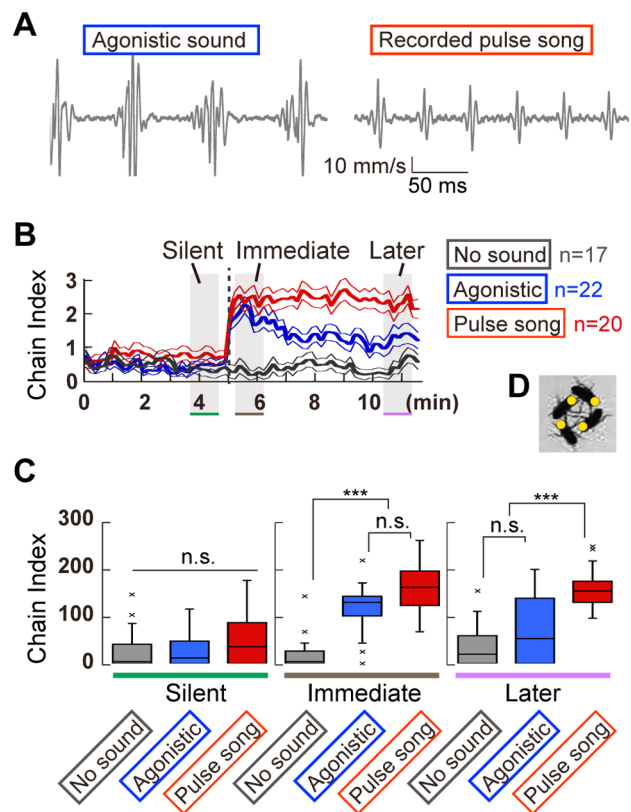 A
Agonistic sound
Recorded pulse song
10 mm/s
50 ms
B
Silent
Immediate
Later
3
2
1
0
Chain Index
0 2 4 6 8 10 (min)
No sound n=17
Agonistic n=22
Pulse song n=20
D
C
300
200
100
0
Chain Index
n.s.
***
n.s.
n.s.
***
Silent
Immediate
Later
No sound
Agonistic
Pulse song
No sound
Agonistic
Pulse song
No sound
Agonistic
Pulse song